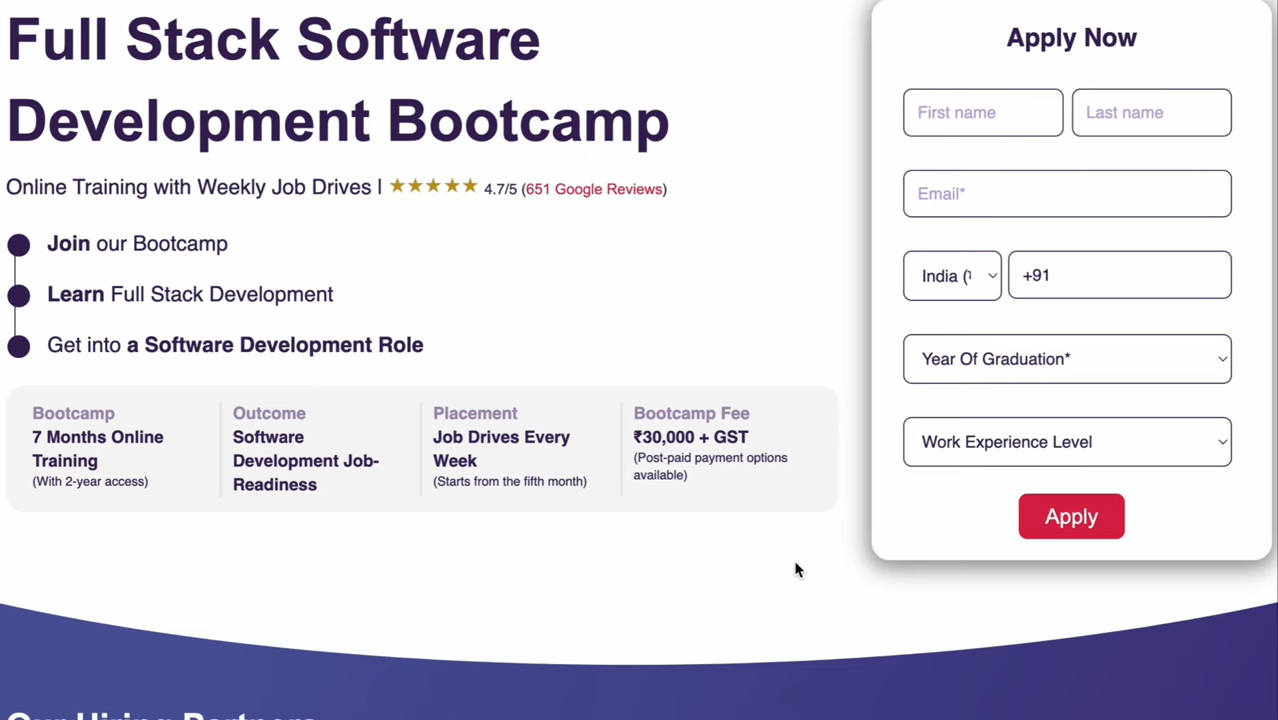 Full Stack Software
Development Bootcamp
Online Training with Weekly Job Drives | ★★★★★ 4.7/5 (651 Google Reviews)
Join our Bootcamp
Learn Full Stack Development
Get into a Software Development Role
Bootcamp
7 Months Online
Training
(With 2-year access)
Outcome
Software
Development Job-
Readiness
Placement
Job Drives Every
Week
(Starts from the fifth month)
Bootcamp Fee
₹30,000 + GST
(Post-paid payment options
available)
Apply Now
First name
Last name
Email*
India (
+91
Year Of Graduation*
Work Experience Level
Apply
Our Hiring Partners